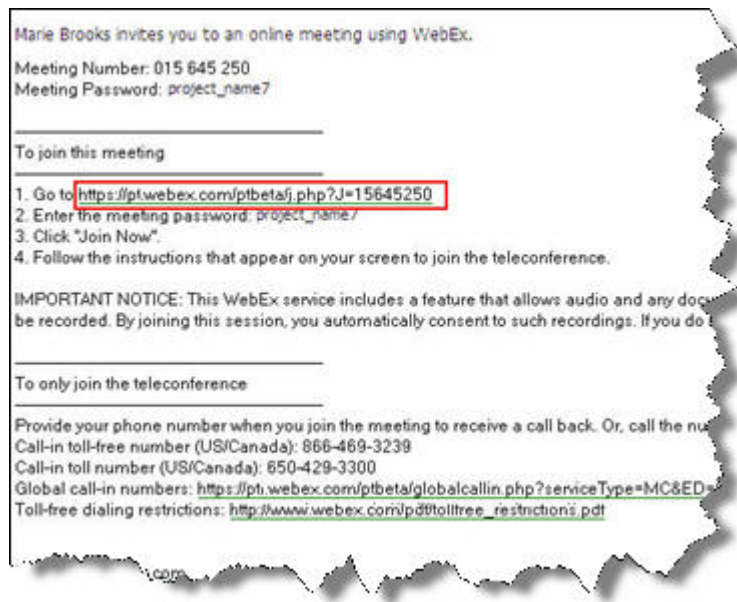 Marie Brooks invites you to an online meeting using WebEx.
Meeting Number: 015 645 250
Meeting Password: project_name7
To join this meeting
1. Go to https://pt.webex.com/ptbeta/j.php?J=15645250
2. Enter the meeting password: project_name7
3. Click "Join Now".
4. Follow the instructions that appear on your screen to join the teleconference.
IMPORTANT NOTICE: This WebEx service includes a feature that allows audio and any
be recorded. By joining this session, you automatically consent to such recordings. If you do
To only join the teleconference
Provide your phone number when you join the meeting to receive a call back. Or, call the
Call-in toll-free number (US/Canada): 866-469-3239
Call-in toll number (US/Canada): 650-429-3300
Global call-in numbers: https://pt.webex.com/ptbeta/globalcallin.php?serviceType=MC&ED=
Toll-free dialing restrictions: http://www.webex.com/pdf/tollfree_restrictions.pdf
.com